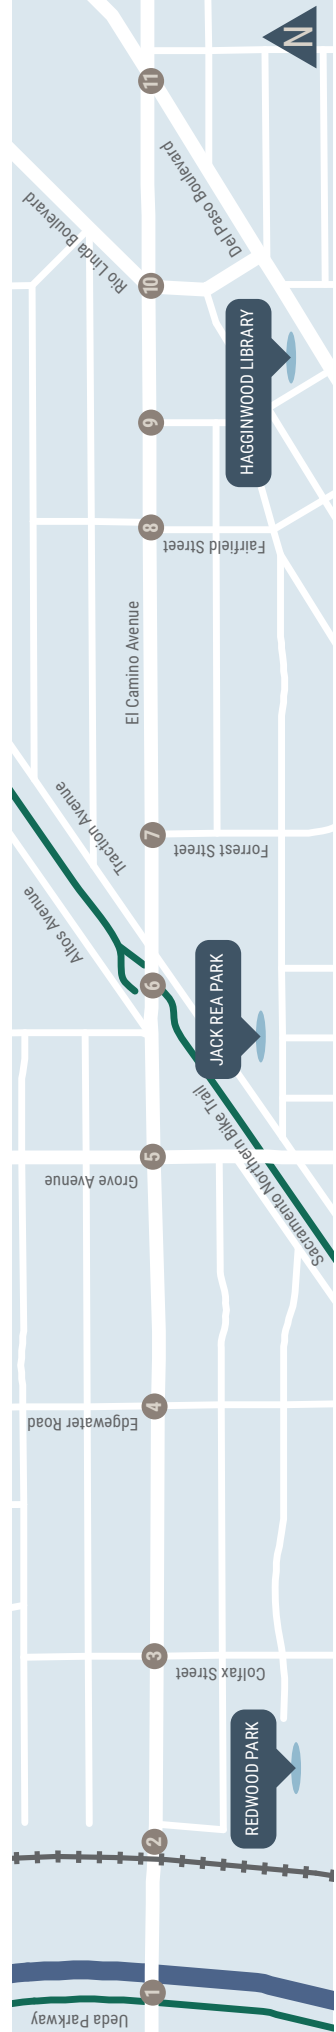 N
11
Del Paso Boulevard
Rio Linda Boulevard
10
HAGGINWOOD LIBRARY
9
8
Fairfield Street
El Camino Avenue
7
Forrest Street
Traction Avenue
Altos Avenue
6
JACK REA PARK
Sacramento Northern Bike Trail
5
Grove Avenue
4
Edgewater Road
3
Colfax Street
REDWOOD PARK
2
1
Ueda Parkway